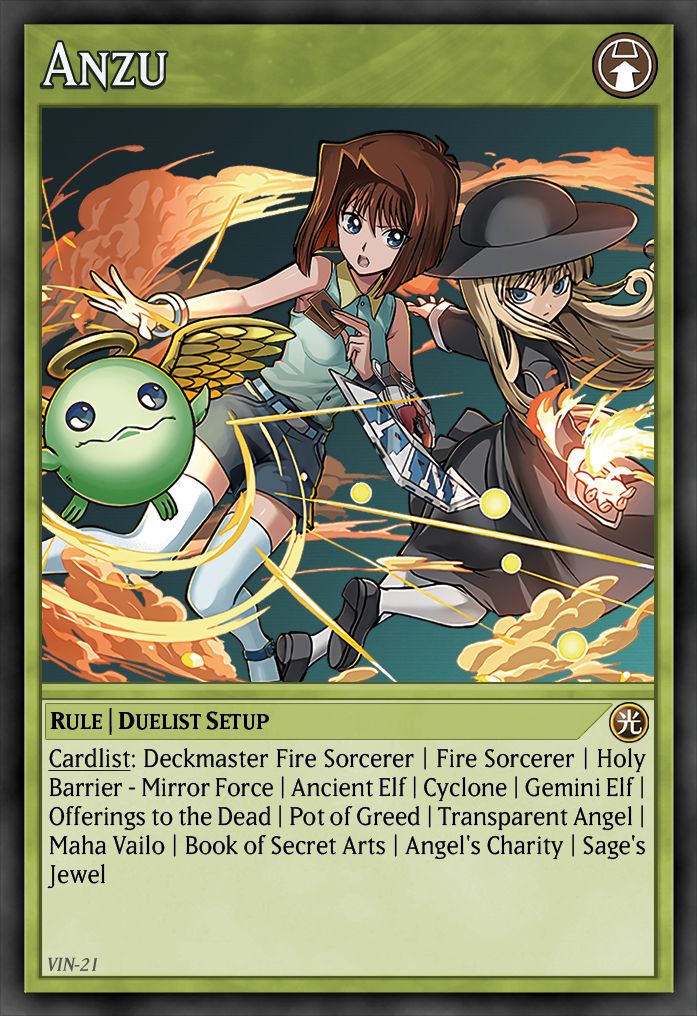 Anzu
Rule | Duelist Setup
光
Cardlist: Deckmaster Fire Sorcerer | Fire Sorcerer | Holy
Barrier - Mirror Force | Ancient Elf | Cyclone | Gemini Elf |
Offerings to the Dead | Pot of Greed | Transparent Angel |
Maha Vailo | Book of Secret Arts | Angel's Charity | Sage's
Jewel
VIN-21